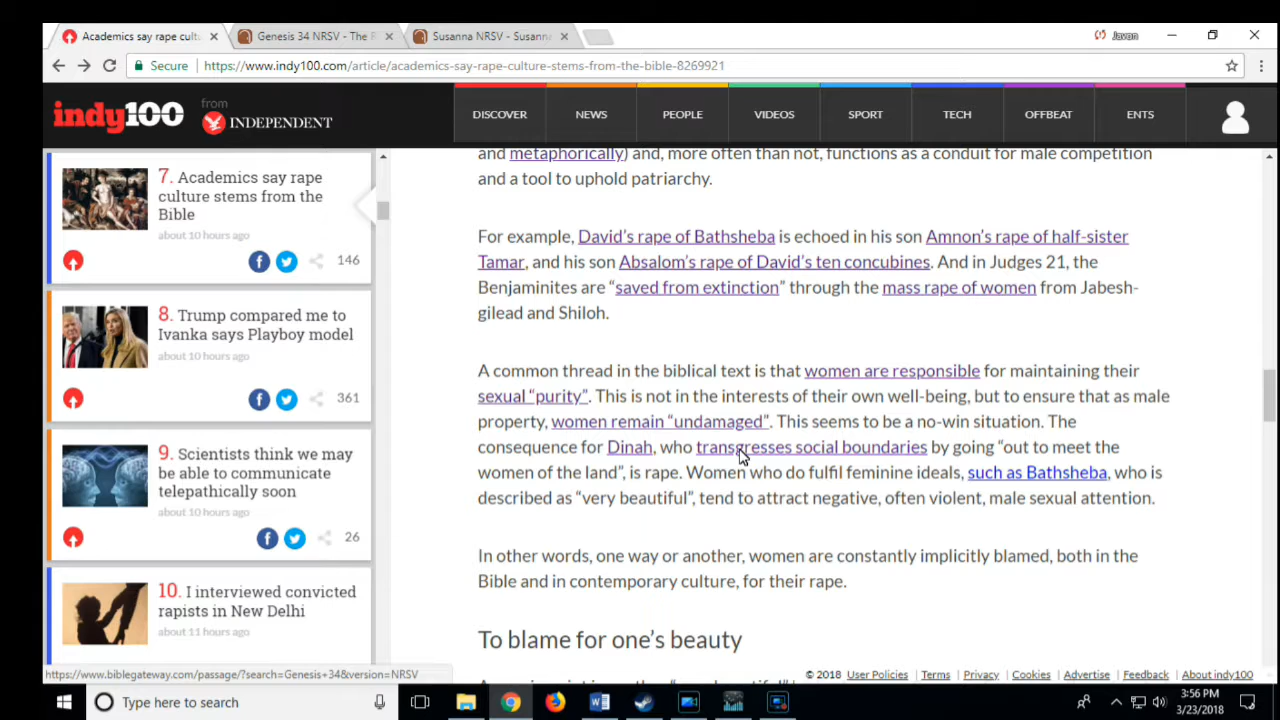 Academics say rape cult
Genesis 34 NRSV - The R
Susanna NRSV - Susann
Javon
Secure
https://www.indy100.com/article/academics-say-rape-culture-stems-from-the-bible-8269921
indy100
from
INDEPENDENT
DISCOVER
NEWS
PEOPLE
VIDEOS
SPORT
TECH
OFFBEAT
ENTS
7. Academics say rape
culture stems from the
Bible
about 10 hours ago
146
8. Trump compared me to
Ivanka says Playboy model
about 10 hours ago
361
9. Scientists think we may
be able to communicate
telepathically soon
about 10 hours ago
26
10. I interviewed convicted
rapists in New Delhi
about 11 hours ago
and metaphorically) and, more often than not, functions as a conduit for male competition
and a tool to uphold patriarchy.
For example, David’s rape of Bathsheba is echoed in his son Amnon’s rape of half-sister
Tamar, and his son Absalom’s rape of David’s ten concubines. And in Judges 21, the
Benjaminites are “saved from extinction” through the mass rape of women from Jabesh-
gilead and Shiloh.
A common thread in the biblical text is that women are responsible for maintaining their
sexual “purity”. This is not in the interests of their own well-being, but to ensure that as male
property, women remain “undamaged”. This seems to be a no-win situation. The
consequence for Dinah, who transgresses social boundaries by going “out to meet the
women of the land”, is rape. Women who do fulfil feminine ideals, such as Bathsheba, who is
described as “very beautiful”, tend to attract negative, often violent, male sexual attention.
In other words, one way or another, women are constantly implicitly blamed, both in the
Bible and in contemporary culture, for their rape.
To blame for one’s beauty
https://www.biblegateway.com/passage/?search=Genesis+34&version=NRSV
© 2018 User Policies Terms Privacy Cookies Advertise Feedback About indy100
Type here to search
3:56 PM
3/23/2018